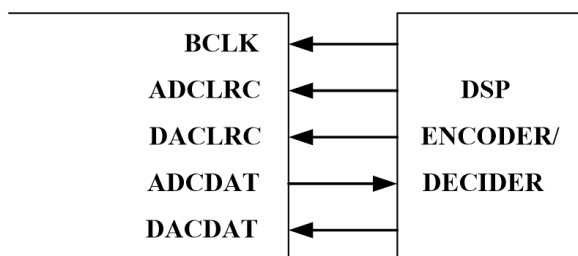 BCLK
ADCLRC
DACLRC
ADCDAT
DACDAT
DSP
ENCODER/
DECIDER